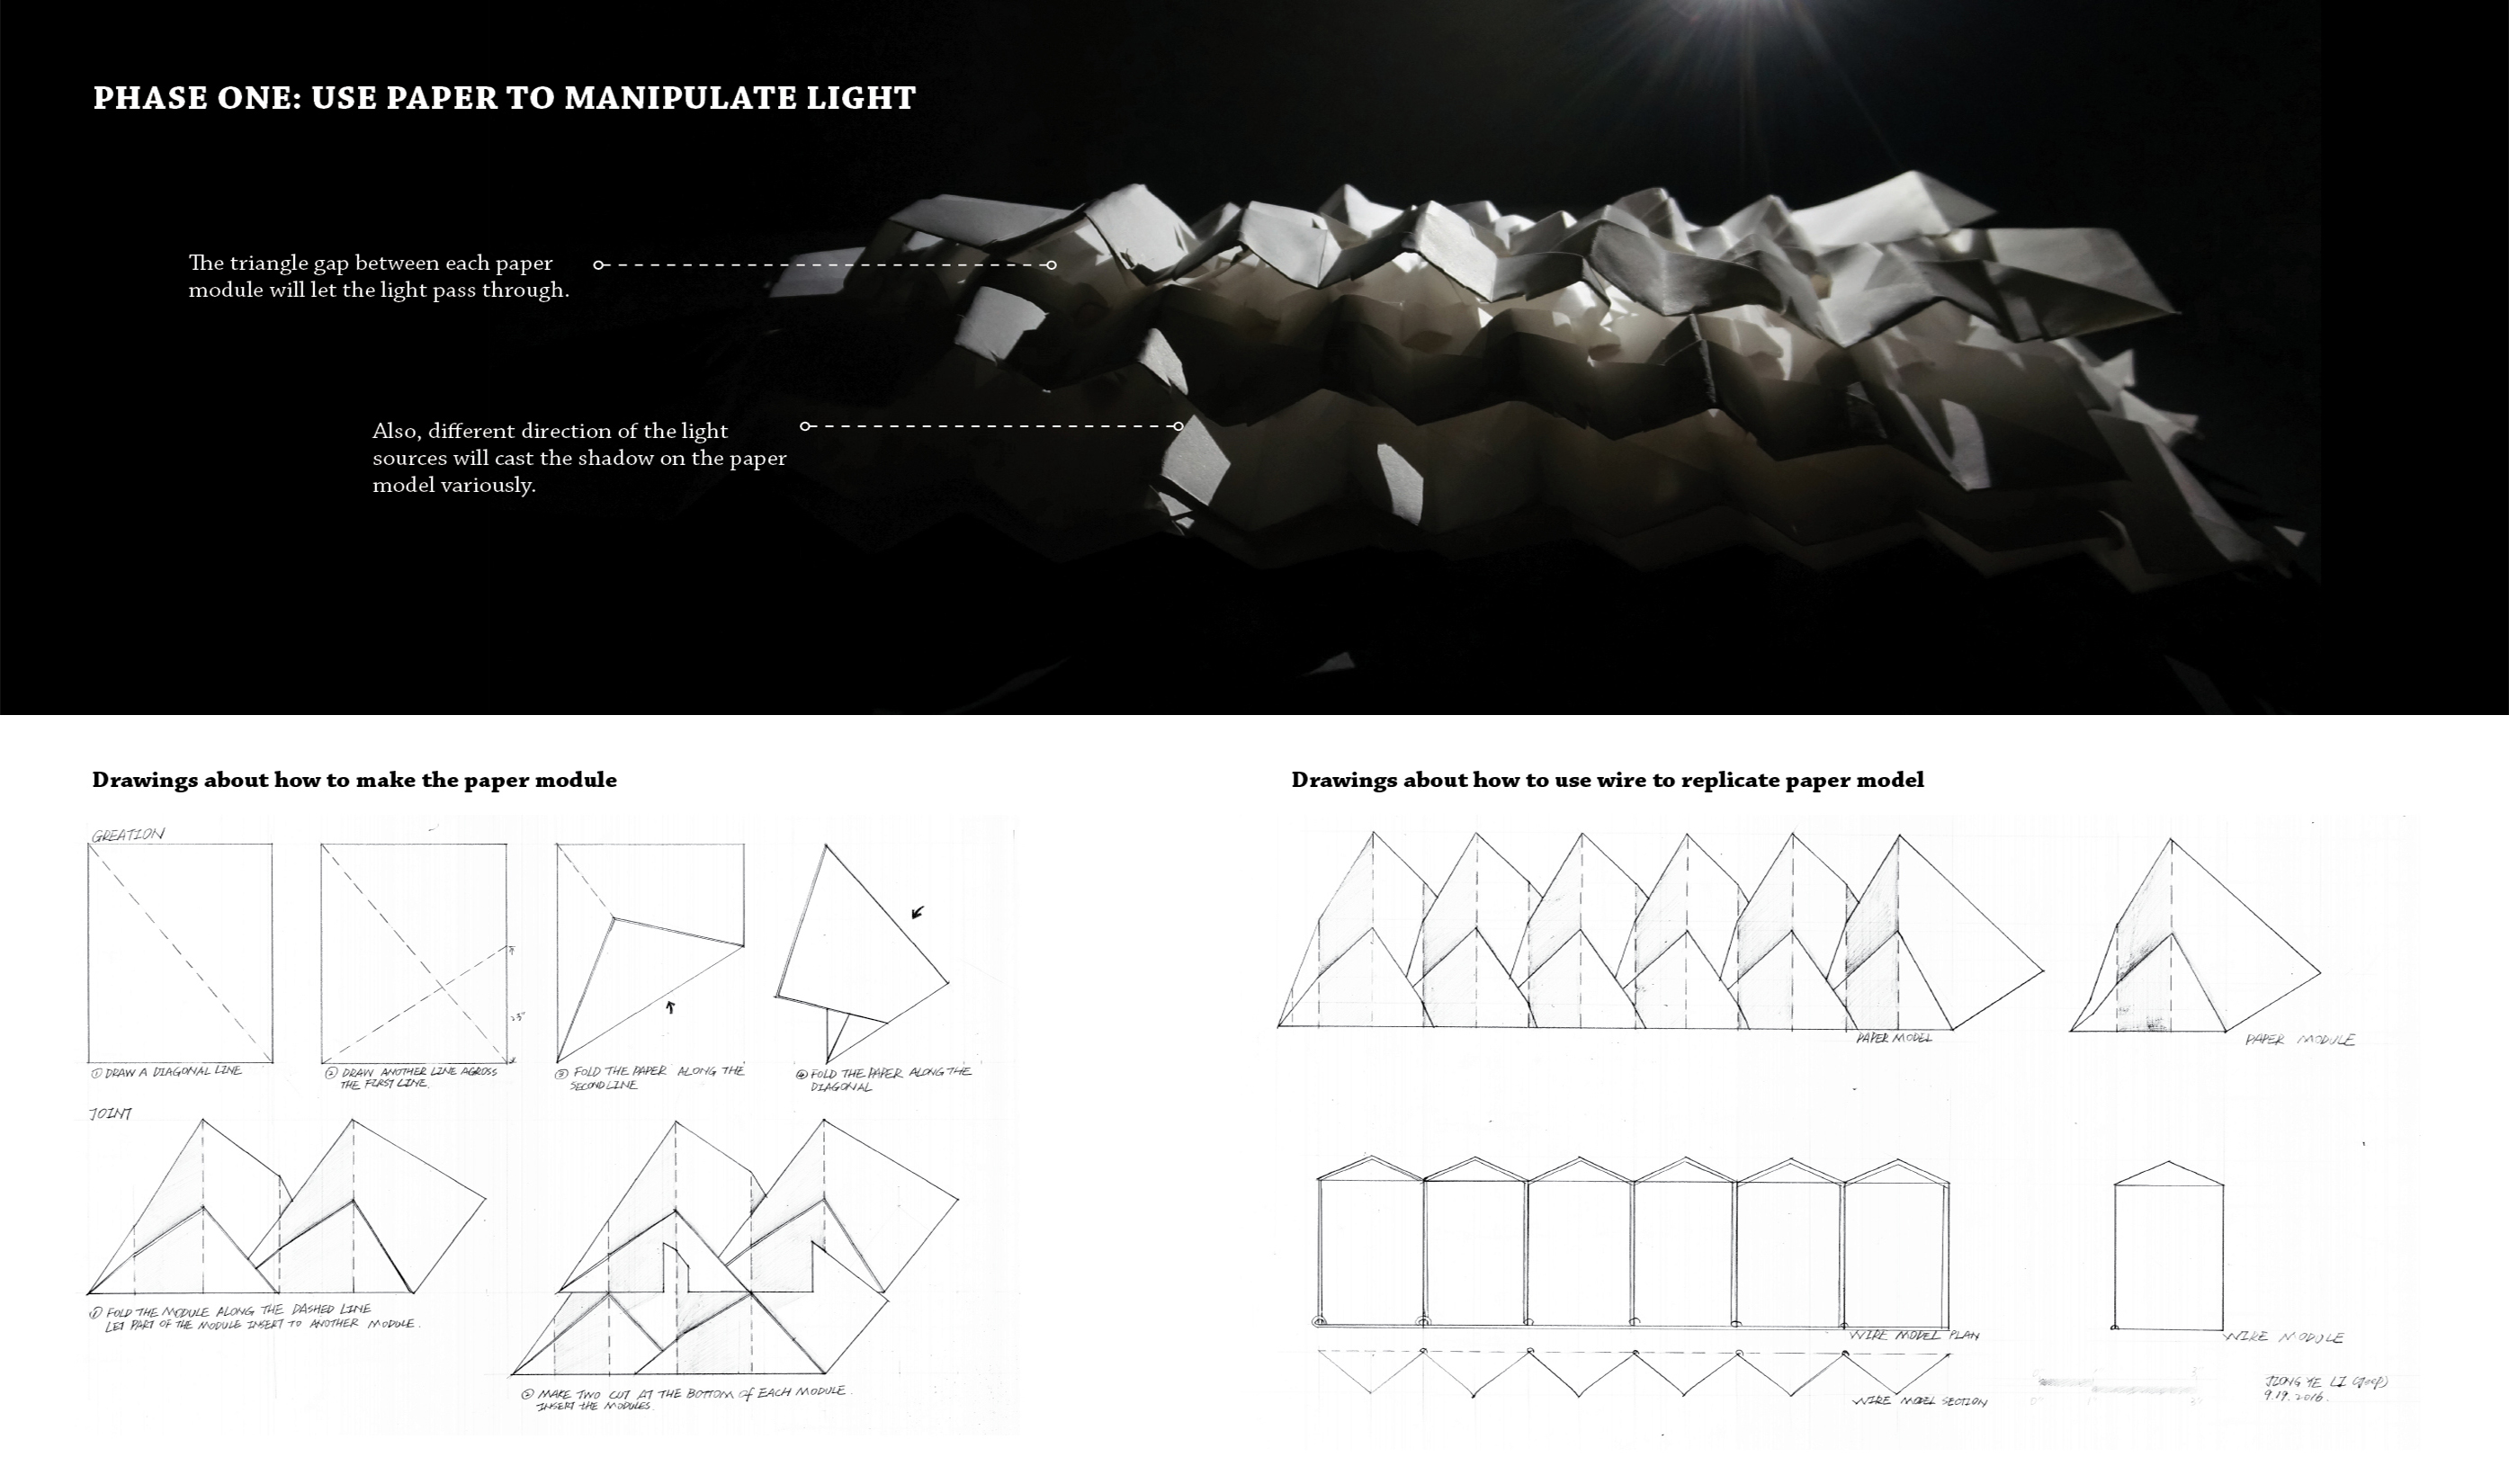 PHASE ONE: USE PAPER TO MANIPULATE LIGHT
The triangle gap between each paper
module will let the light pass through.
Also, different direction of the light
sources will cast the shadow on the paper
model variously.
Drawings about how to make the paper module
GREATION
① DRAW A DIAGONAL LINE
② DRAW ANOTHER LINE AGROSS
THE FIRST LINE.
2.5"
③ FOLD THE PAPER ALONG THE
SECOND LINE
④ FOLD THE PAPER ALONG THE
DIAGONAL
JOINT
① FOLD THE MODULE ALONG THE DASHED LINE
LET PART OF THE MODULE INSERT TO ANOTHER MODULE.
② MAKE TWO CUT AT THE BOTTOM of EACH MODULE.
INSERT THE MODULES.
Drawings about how to use wire to replicate paper model
PAPER MODEL
PAPER MODULE
WIRE MODEL PLAN
WIRE MODULE
WIRE MODEL SECTION
YE LI
9.19.2016.